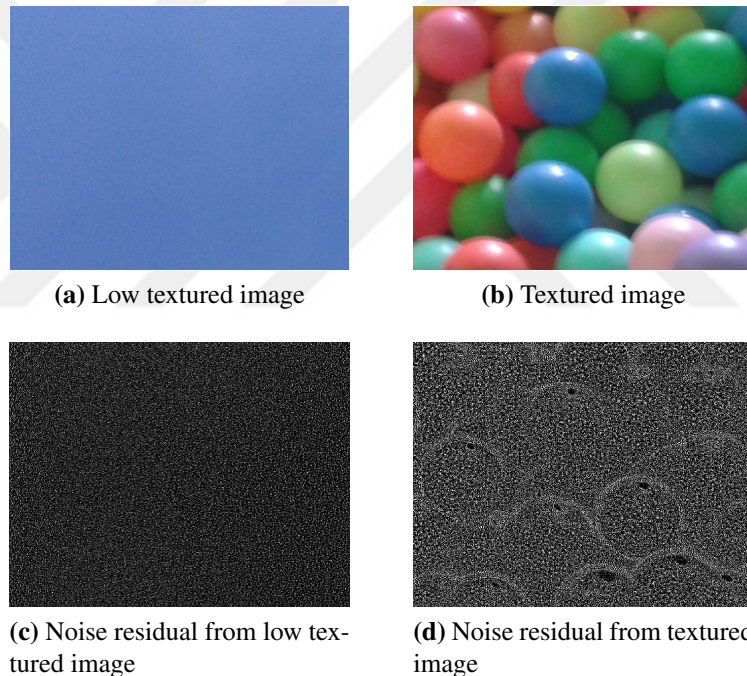 (a) Low textured image
(b) Textured image
(c) Noise residual from low tex-
tured image
(d) Noise residual from textured
image